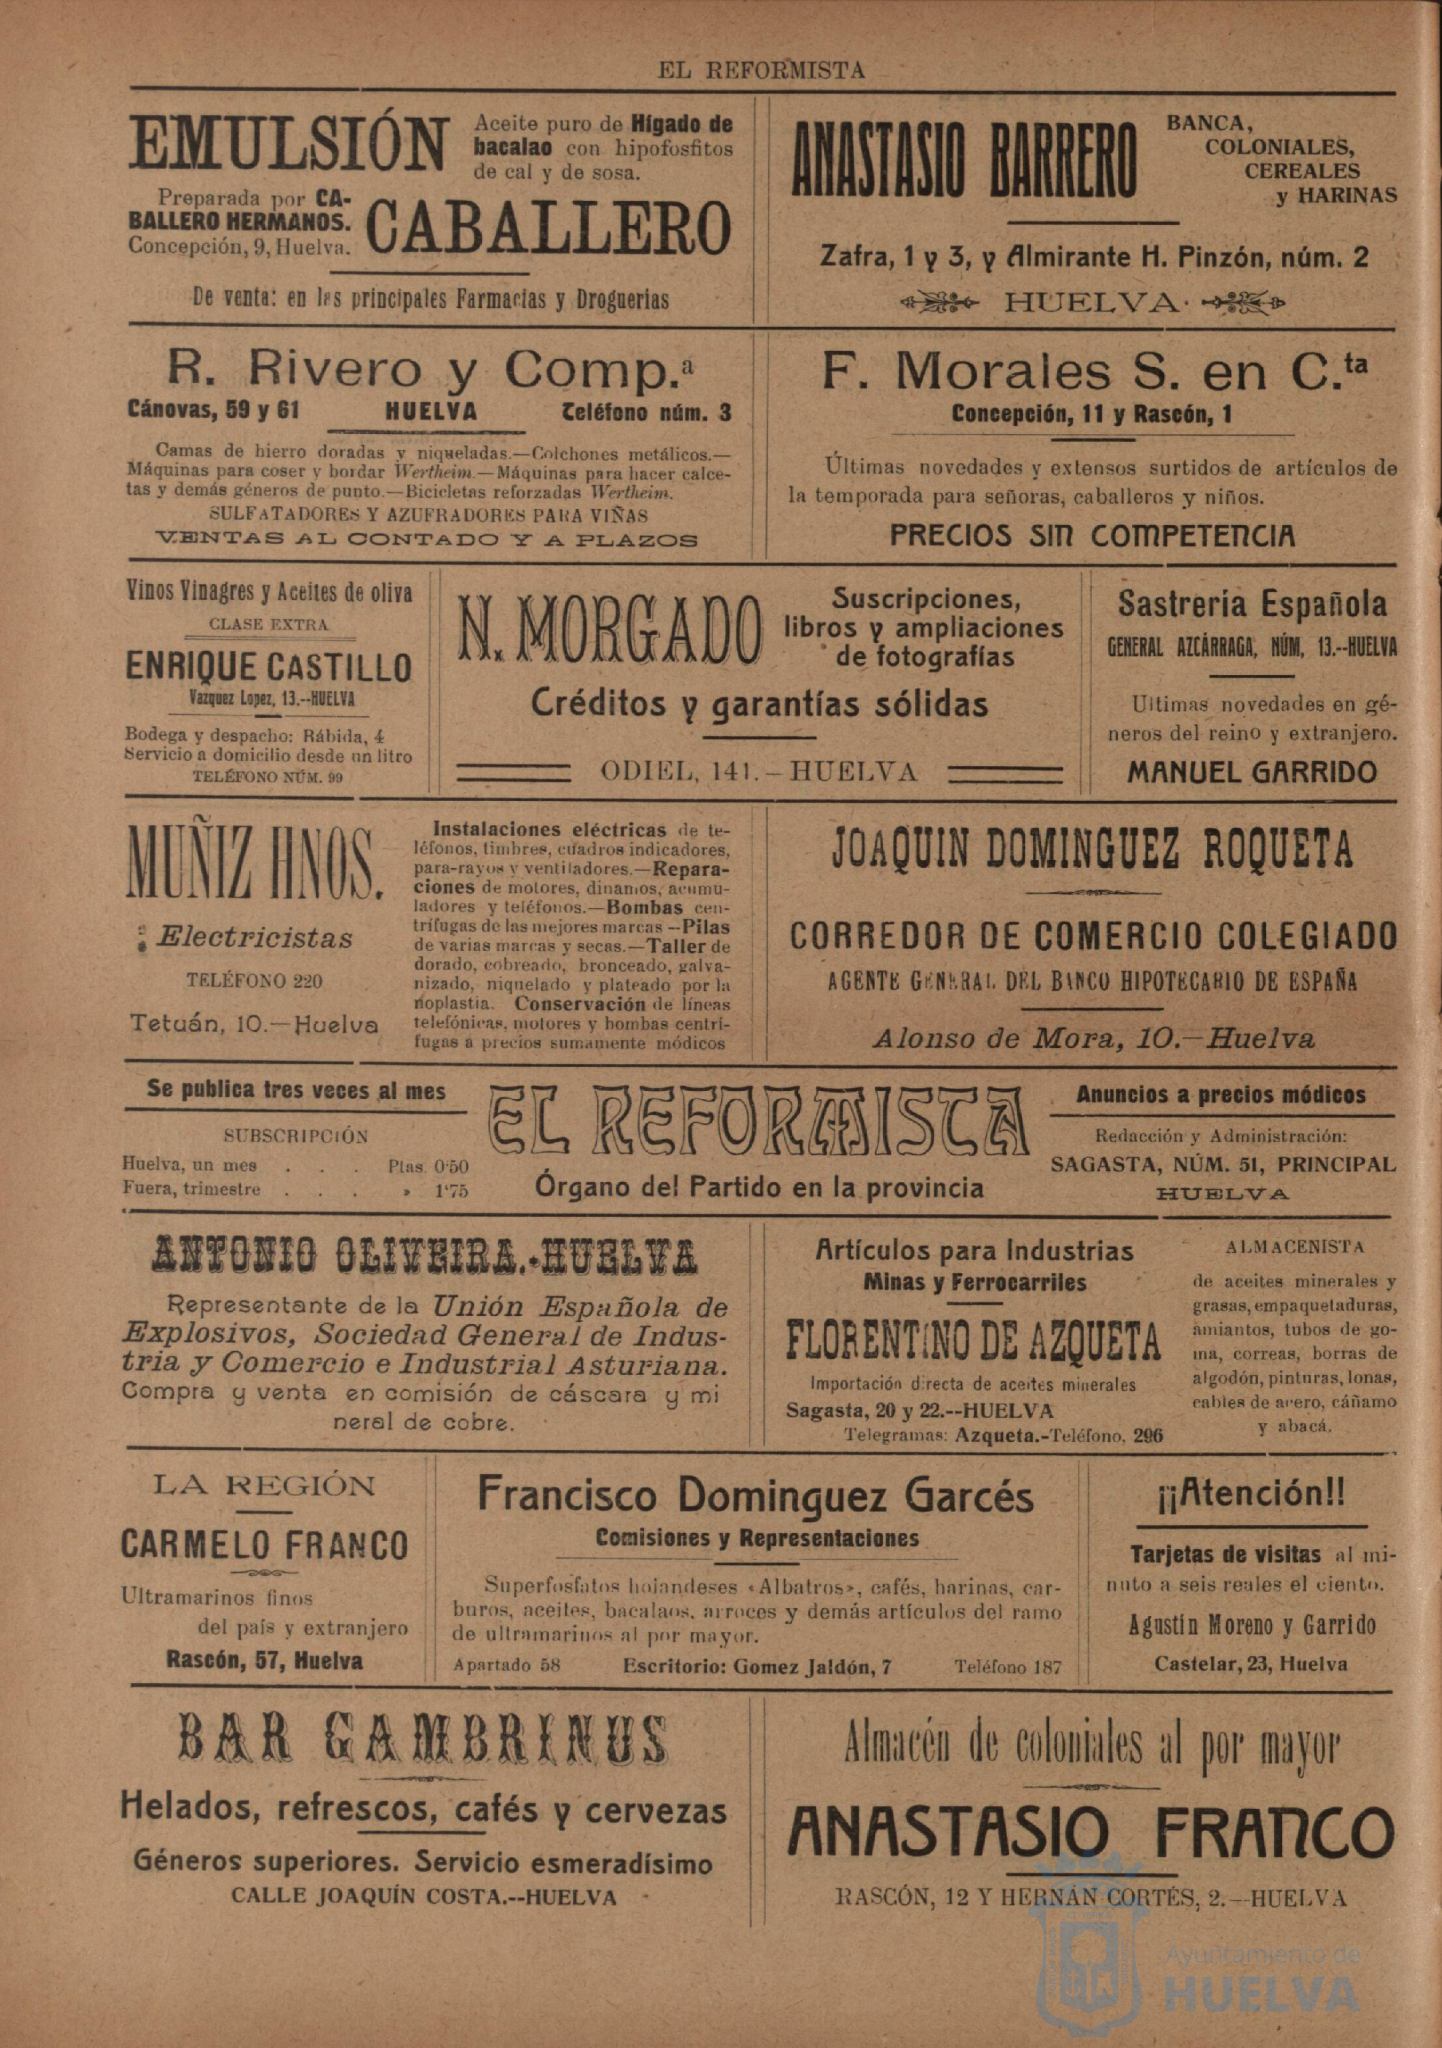 EL REFORMISTA
EMULSIÓN
Aceite puro de Hígado de
bacalao con hipofosfitos
de cal y de sosa.
Preparada por CA-
BALLERO HERMANOS.
Concepción, 9, Huelva.
CABALLERO
De venta: en las principales Farmacias y Droguerias
ANASTASIO BARRERO
BANCA,
COLONIALES,
CEREALES
y HARINAS
Zafra, 1 y 3, y Almirante H. Pinzón, núm. 2
HUELVA
R. Rivero y Comp.ª
Cánovas, 59 y 61 HUELVA Teléfono núm. 3
Camas de hierro doradas y niqueladas.—Colchones metálicos.—
Máquinas para coser y bordar Wertheim.—Máquinas para hacer calce-
tas y demás géneros de punto.—Bicicletas reforzadas Wertheim.
SULFATADORES Y AZUFRADORES PARA VIÑAS
VENTAS AL CONTADO Y A PLAZOS
F. Morales S. en C.ta
Concepción, 11 y Rascón, 1
Últimas novedades y extensos surtidos de artículos de
la temporada para señoras, caballeros y niños.
PRECIOS SIN COMPETENCIA
Vinos Vinagres y Aceites de oliva
CLASE EXTRA
ENRIQUE CASTILLO
Vazquez Lopez, 13.--HUELVA
Bodega y despacho: Rábida, 4
Servicio a domicilio desde un litro
TELÉFONO NÚM. 99
N. MORGADO
Suscripciones,
libros y ampliaciones
de fotografías
Créditos y garantías sólidas
ODIEL, 141.—HUELVA
Sastrería Española
GENERAL AZCÁRRAGA, NÚM, 13.--HUELVA
Ultimas novedades en gé-
neros del reino y extranjero.
MANUEL GARRIDO
MUÑIZ HNOS.
Electricistas
TELÉFONO 220
Tetuán, 10.—Huelva
Instalaciones eléctricas de te-
léfonos, timbres, cuadros indicadores,
para-rayos y ventiladores.—Repara-
ciones de motores, dinamos, acumu-
ladores y teléfonos.—Bombas cen-
trífugas de las mejores marcas—Pilas
de varias marcas y secas.—Taller de
dorado, cobreado, bronceado, galva-
nizado, niquelado y plateado por la
noplastia. Conservación de líneas
telefónicas, motores y bombas centrí-
fugas a precios sumamente módicos
JOAQUIN DOMINGUEZ ROQUETA
CORREDOR DE COMERCIO COLEGIADO
AGENTE GENERAL DEL BANCO HIPOTECARIO DE ESPAÑA
Alonso de Mora, 10.—Huelva
Se publica tres veces al mes
SUBSCRIPCIÓN
Huelva, un mes . . . Ptas. 0'50
Fuera, trimestre . . . » 1'75
EL REFORMISTA
Órgano del Partido en la provincia
Anuncios a precios módicos
Redacción y Administración:
SAGASTA, NÚM. 51, PRINCIPAL
HUELVA
ANTONIO OLIVEIRA.-HUELVA
Representante de la Unión Española de
Explosivos, Sociedad General de Indus-
tria y Comercio e Industrial Asturiana.
Compra y venta en comisión de cáscara y mi
neral de cobre.
Artículos para Industrias
Minas y Ferrocarriles
FLORENTINO DE AZQUETA
Importación directa de aceites minerales
Sagasta, 20 y 22.--HUELVA
Telegramas: Azqueta.-Teléfono, 296
ALMACENISTA
de aceites minerales y
grasas, empaquetaduras,
amiantos, tubos de go-
ma, correas, borras de
algodón, pinturas, lonas,
cables de acero, cáñamo
y abacá.
LA REGIÓN
CARMELO FRANCO
Ultramarinos finos
del país y extranjero
Rascón, 57, Huelva
Francisco Dominguez Garcés
Comisiones y Representaciones
Superfosfatos holandeses «Albatros», cafés, harinas, car-
buros, aceites, bacalaos, arroces y demás artículos del ramo
de ultramarinos al por mayor.
Apartado 58 Escritorio: Gomez Jaldón, 7 Teléfono 187
¡¡Atención!!
Tarjetas de visitas al mi-
nuto a seis reales el ciento.
Agustín Moreno y Garrido
Castelar, 23, Huelva
BAR GAMBRINUS
Helados, refrescos, cafés y cervezas
Géneros superiores. Servicio esmeradísimo
CALLE JOAQUÍN COSTA.--HUELVA
Almacén de coloniales al por mayor
ANASTASIO FRANCO
RASCÓN, 12 Y HERNÁN CORTÉS, 2.—HUELVA
Ayuntamiento de
HUELVA